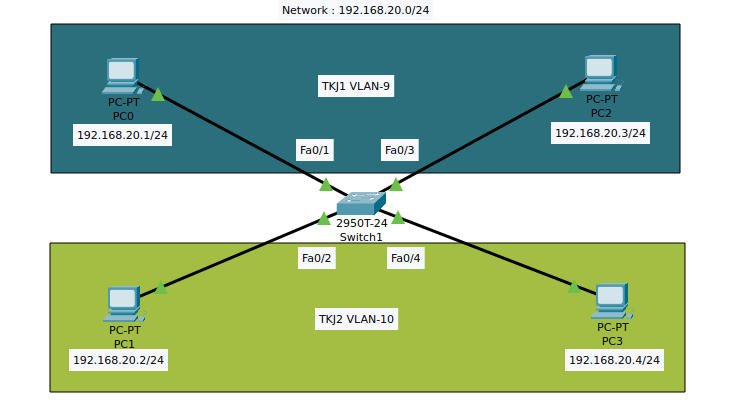 Network : 192.168.20.0/24
TKJ1 VLAN-9
PC-PT
PC0
192.168.20.1/24
PC-PT
PC2
192.168.20.3/24
Fa0/1
Fa0/3
2950T-24
Switch1
Fa0/2
Fa0/4
TKJ2 VLAN-10
PC-PT
PC1
192.168.20.2/24
PC-PT
PC3
192.168.20.4/24